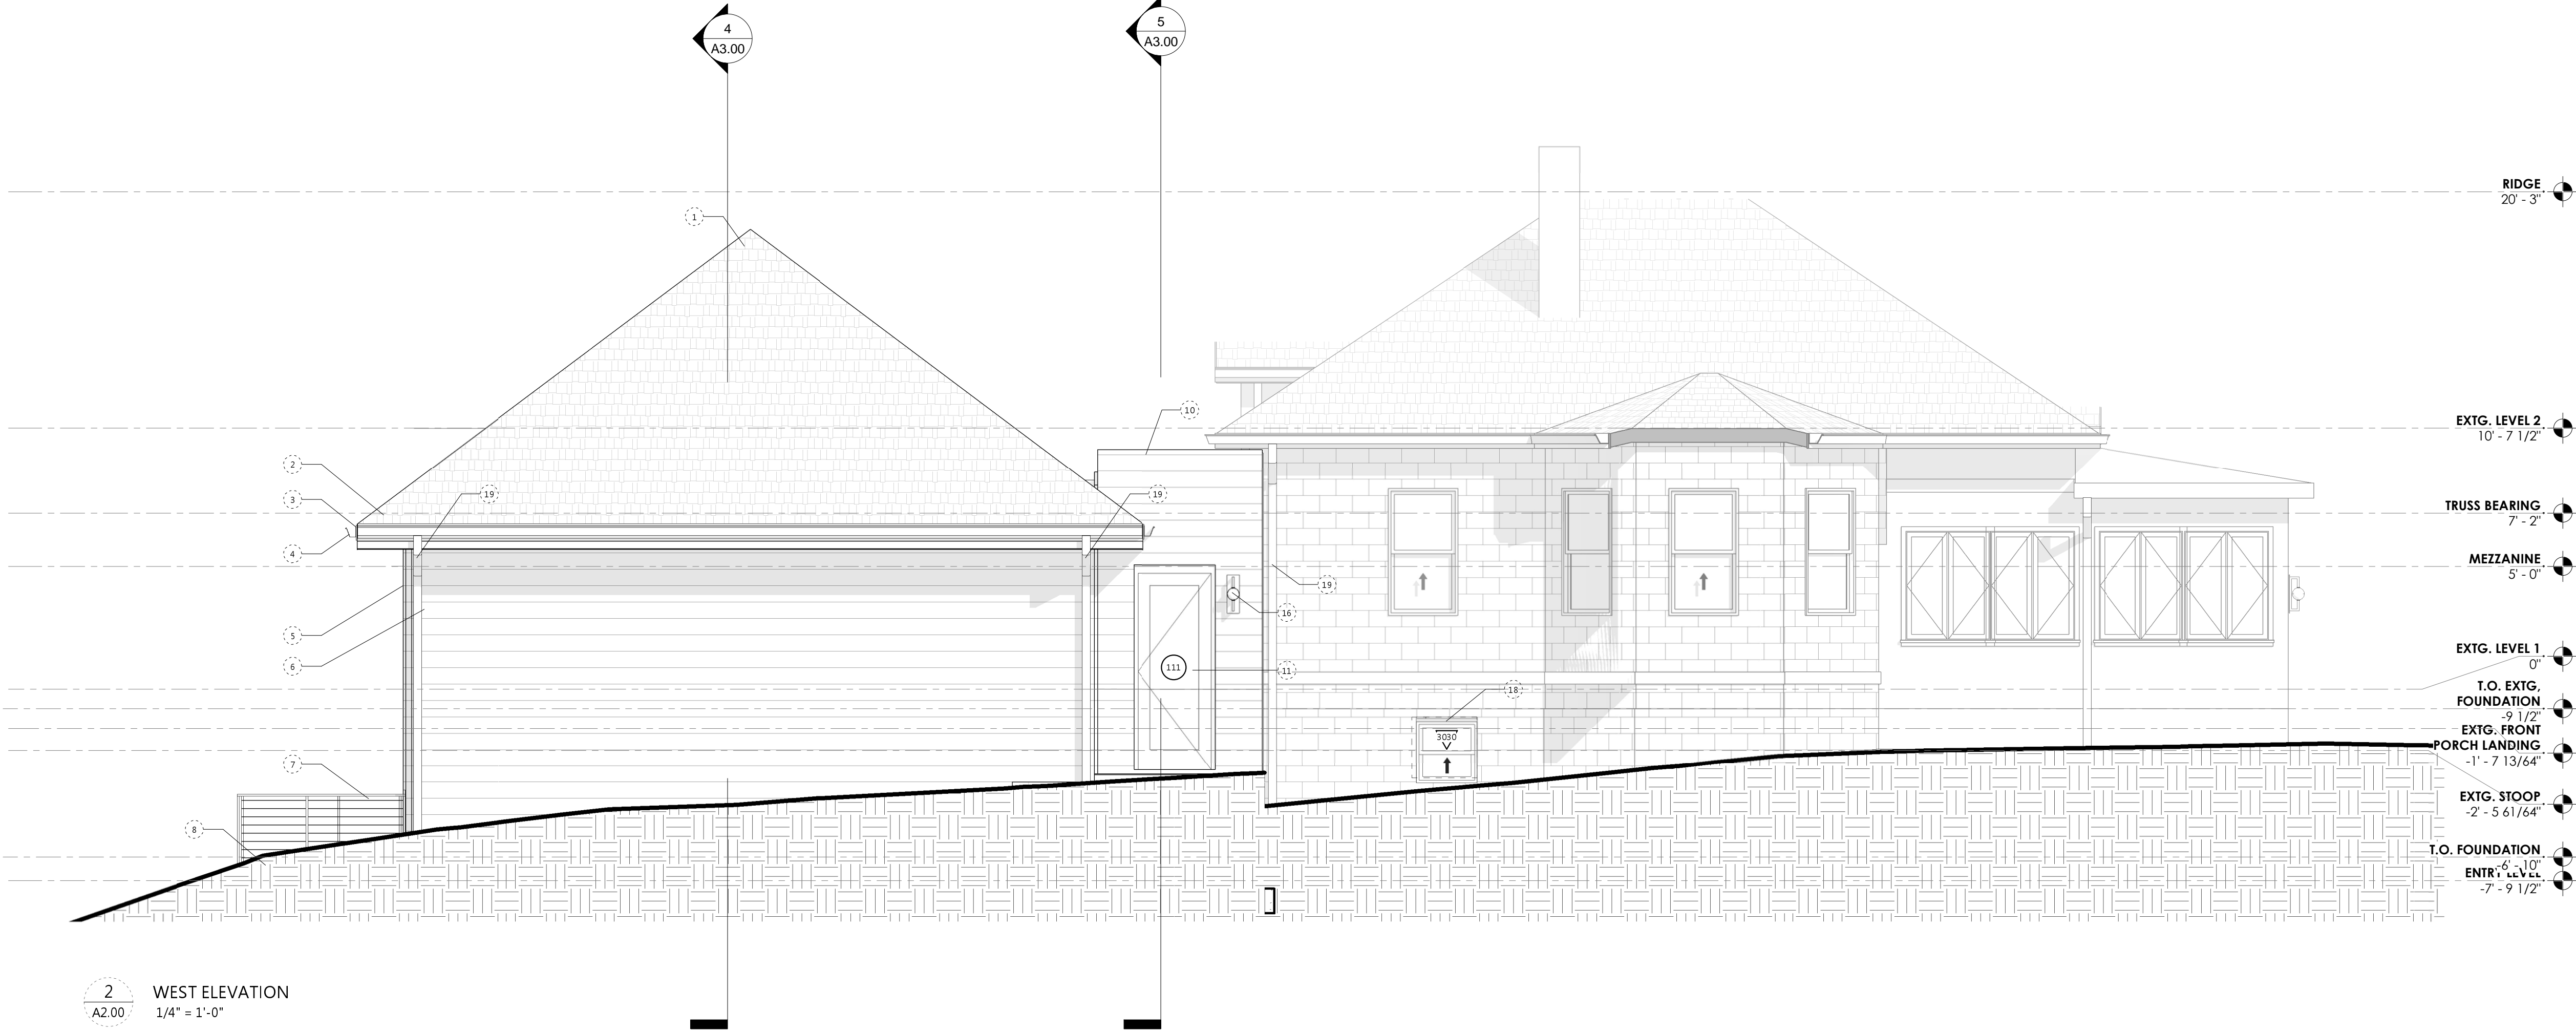 4
A3.00
5
A3.00
RIDGE
20' - 3"
1
10
EXTG. LEVEL 2
10' - 7 1/2"
2
3
19
19
TRUSS BEARING
7' - 2"
4
MEZZANINE
5' - 0"
19
16
5
6
111
11
EXTG. LEVEL 1
0"
18
T.O. EXTG,
FOUNDATION
-9 1/2"
3030
EXTG. FRONT
PORCH LANDING
-1' - 7 13/64"
7
EXTG. STOOP
-2' - 5 61/64"
8
T.O. FOUNDATION
-6' - 10"
ENTRY LEVEL
-7' - 9 1/2"
2
A2.00
WEST ELEVATION
1/4" = 1'-0"